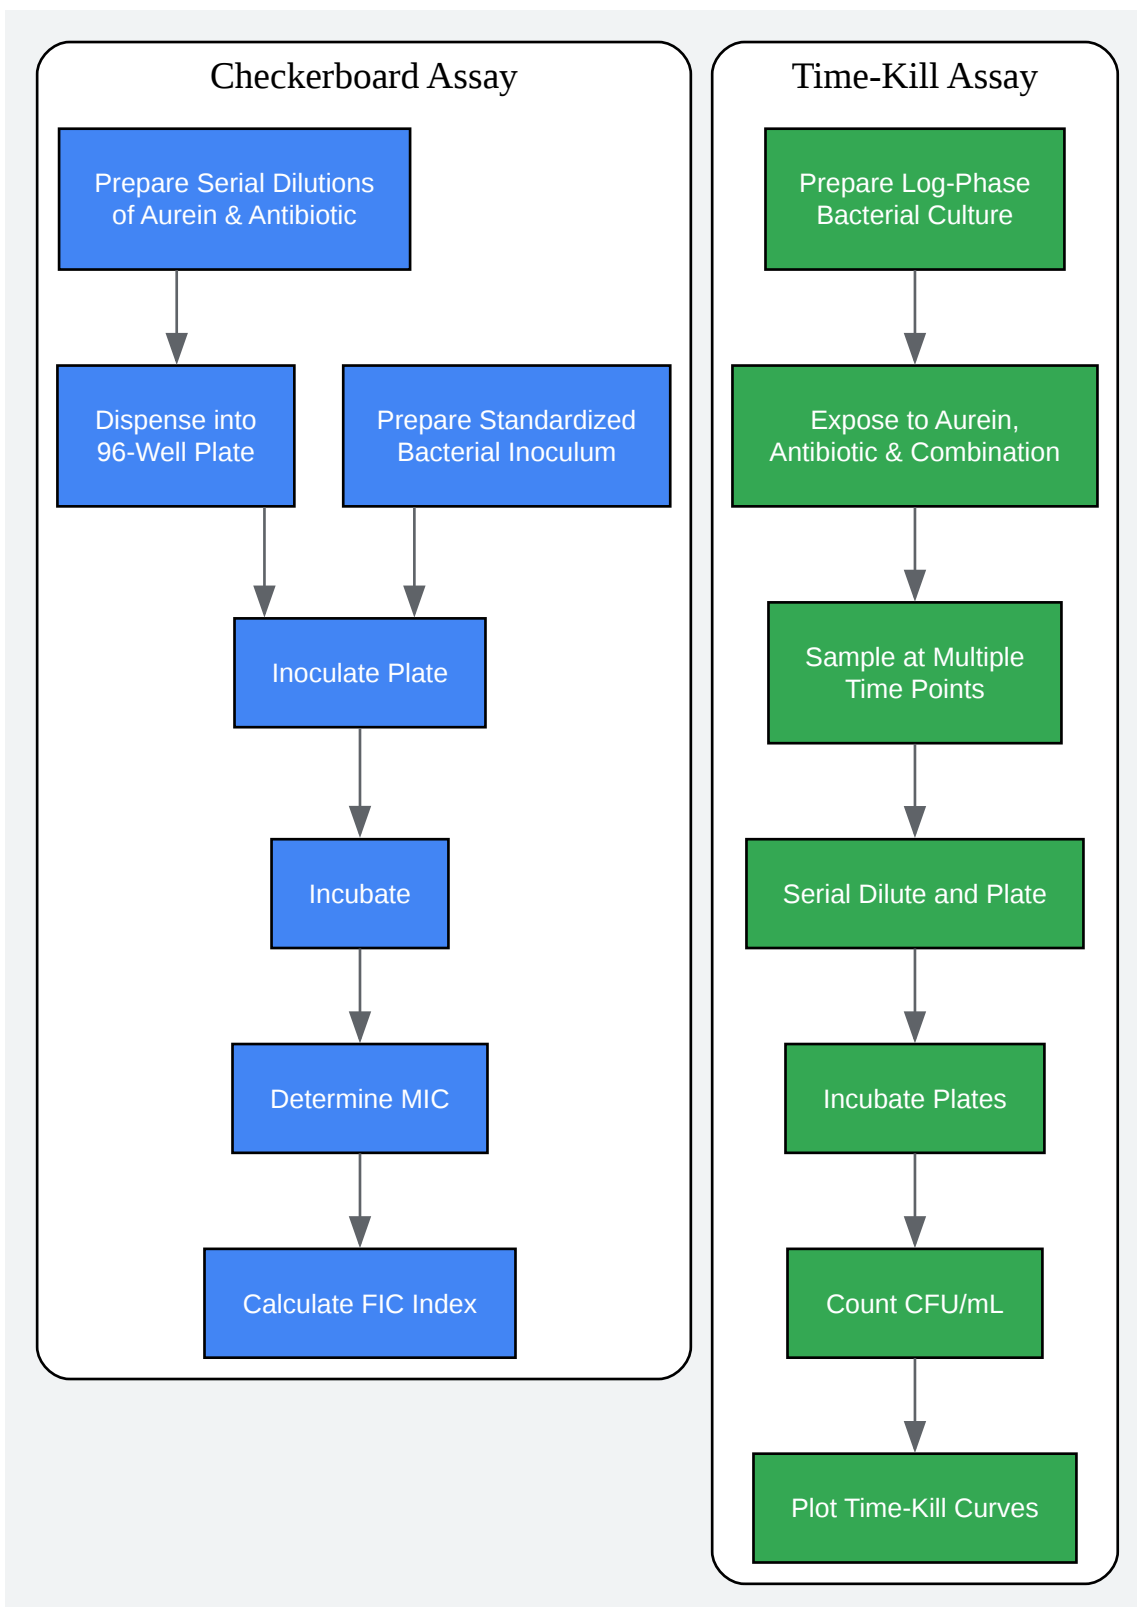 Checkerboard Assay
Prepare Serial Dilutions
of Aurein & Antibiotic
Dispense into
96-Well Plate
Prepare Standardized
Bacterial Inoculum
Inoculate Plate
Incubate
Determine MIC
Calculate FIC Index
Time-Kill Assay
Prepare Log-Phase
Bacterial Culture
Expose to Aurein,
Antibiotic & Combination
Sample at Multiple
Time Points
Serial Dilute and Plate
Incubate Plates
Count CFU/mL
Plot Time-Kill Curves